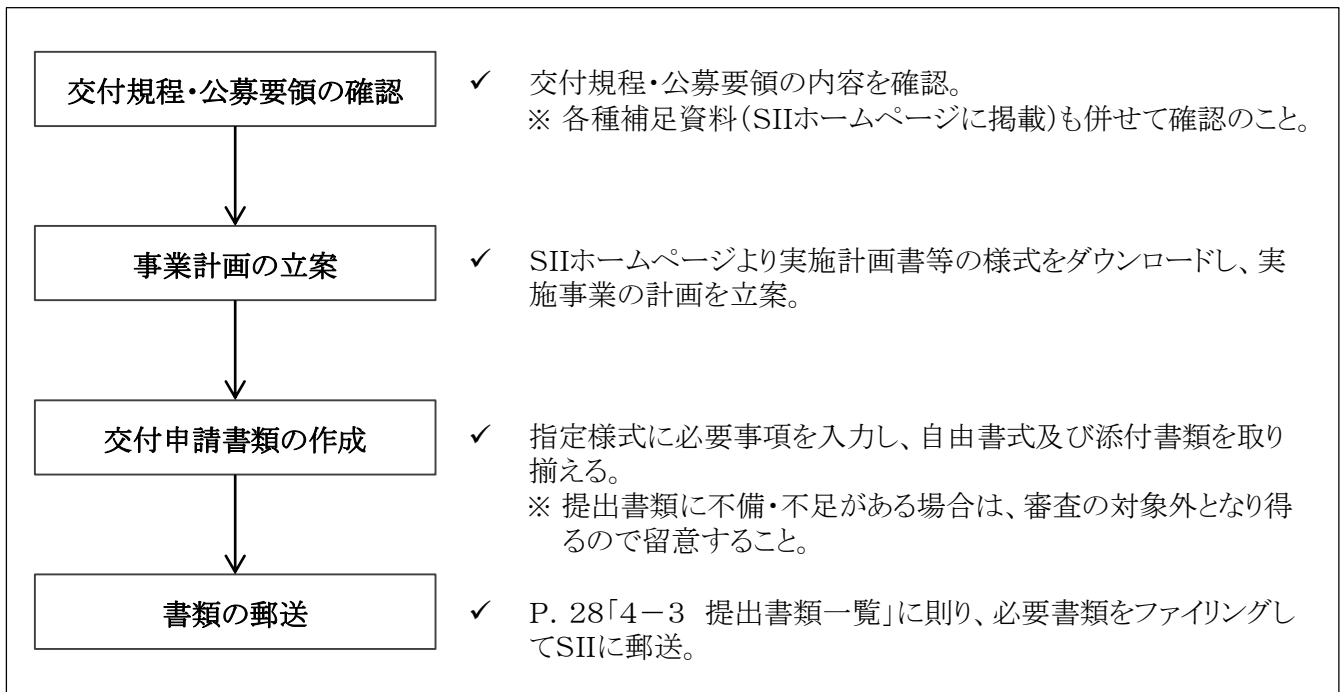 交付規程・公募要領の確認
✓ 交付規程・公募要領の内容を確認。
※ 各種補足資料(SIIホームページに掲載)も併せて確認のこと。
事業計画の立案
✓ SIIホームページより実施計画書等の様式をダウンロードし、実
施事業の計画を立案。
交付申請書類の作成
✓ 指定様式に必要事項を入力し、自由書式及び添付書類を取り
揃える。
※ 提出書類に不備・不足がある場合は、審査の対象外となり得
るので留意すること。
書類の郵送
✓ P. 28「4-3 提出書類一覧」に則り、必要書類をファイリングし
てSIIに郵送。